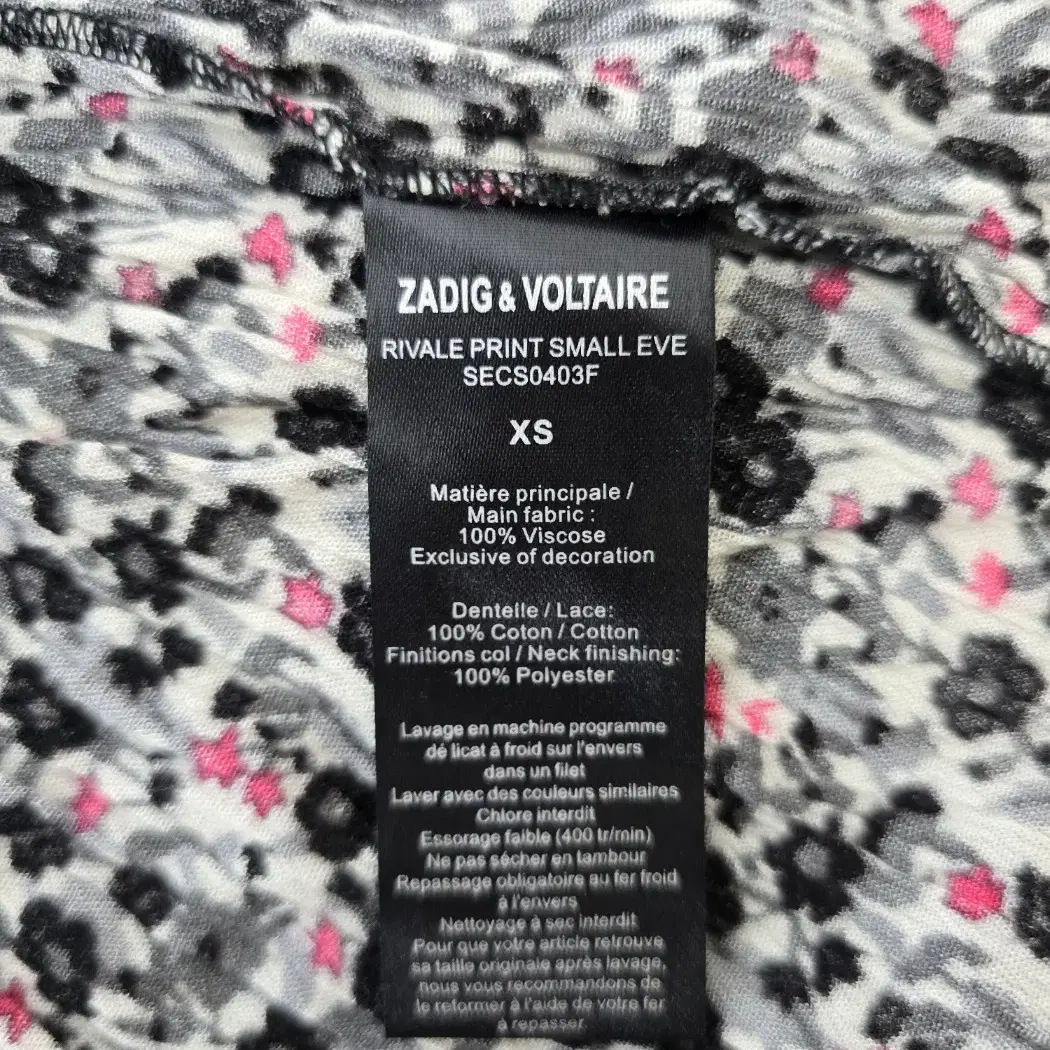 ZADIG & VOLTAIRE
RIVALE PRINT SMALL EVE
SECS0403F
XS
Matière principale /
Main fabric :
100% Viscose
Exclusive of decoration
Dentelle / Lace:
100% Coton / Cotton
Finitions col / Neck finishing:
100% Polyester
Lavage en machine programme
dé licat à froid sur l'envers
dans un filet
Laver avec des couleurs similaires
Chlore interdit
Essorage faible (400 tr/min)
Ne pas sécher en tambour
Repassage obligatoire au fer froid
à l'envers
Nettoyage à sec interdit
Pour que votre article retrouve
sa taille originale après lavage,
nous vous recommandons de
le reformer à l'aide de votre fer
à repasser